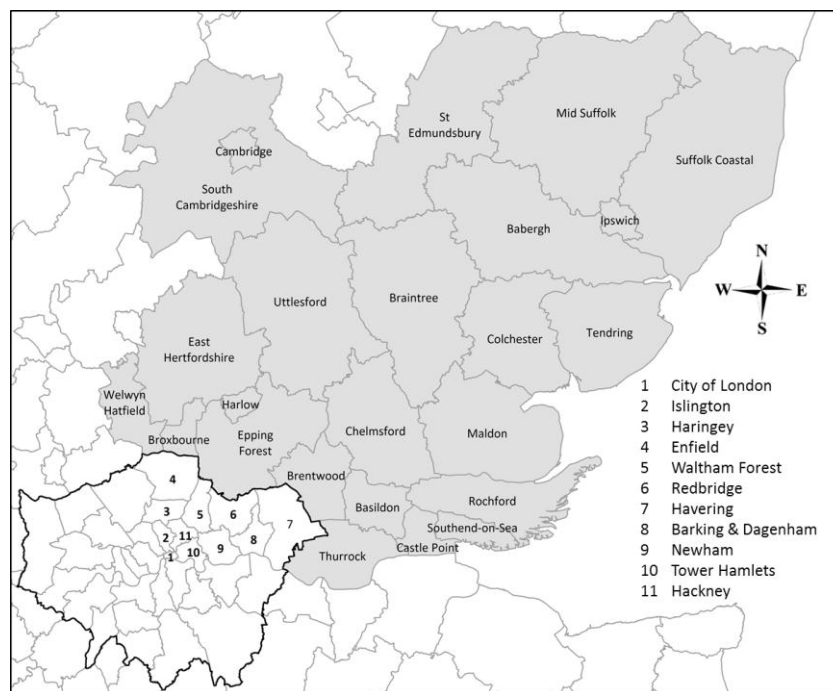 St
Edmundsbury
Mid Suffolk
Cambridge
Suffolk Coastal
South
Cambridgeshire
Ipswich
Babergh
N
W
E
S
Uttlesford
Braintree
Colchester
Tendring
East
Hertfordshire
Welwyn
Hatfield
Harlow
Broxbourne
Epping
Forest
Chelmsford
Maldon
Brentwood
Basildon
Rochford
Southend-on-Sea
Castle Point
Thurrock
4
3
5
6
7
2
11
8
1
10
9
1 City of London
2 Islington
3 Haringey
4 Enfield
5 Waltham Forest
6 Redbridge
7 Havering
8 Barking & Dagenham
9 Newham
10 Tower Hamlets
11 Hackney